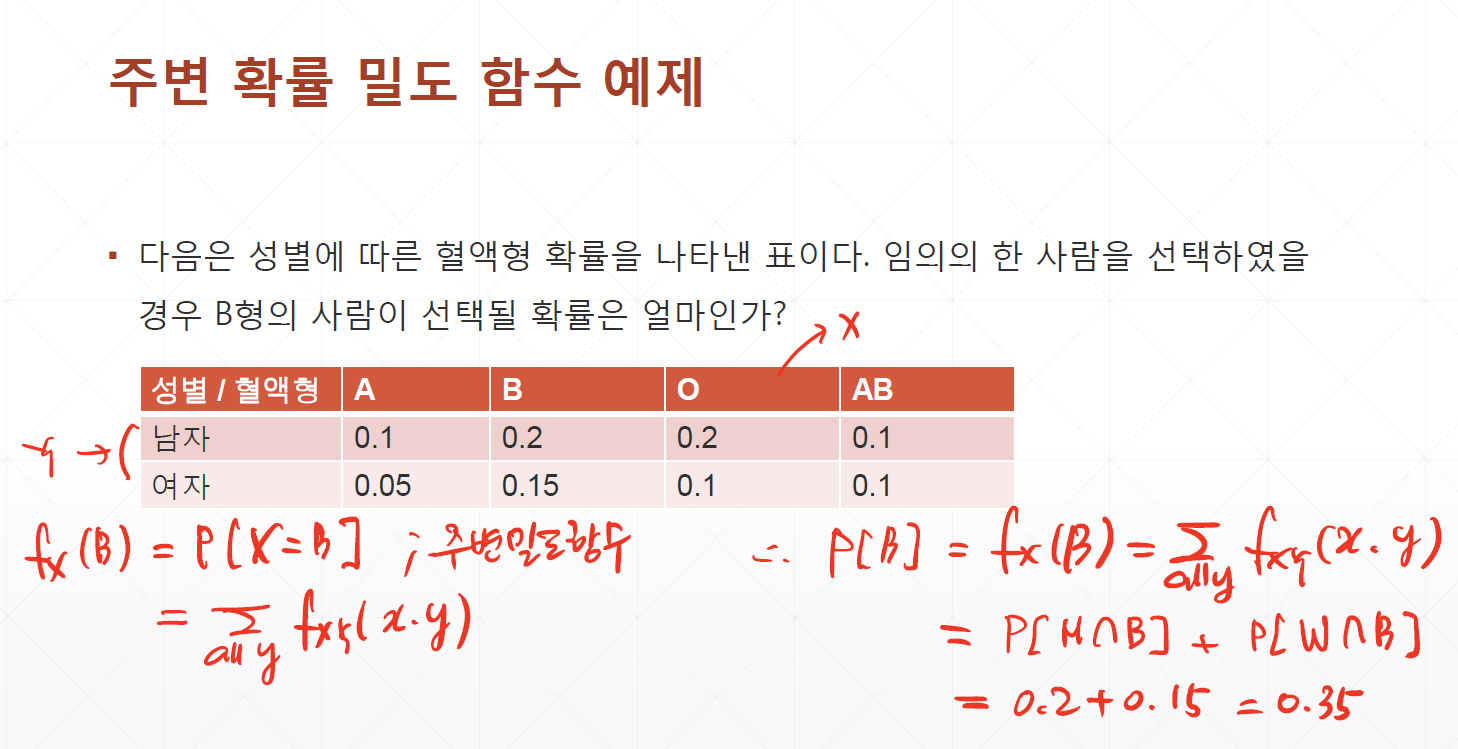 주변 확률 밀도 함수 예제
▪ 다음은 성별에 따른 혈액형 확률을 나타낸 표이다. 임의의 한 사람을 선택하였을
경우 B형의 사람이 선택될 확률은 얼마인가?
→ X
성별 / 혈액형 A B O AB
Y → ( 남자 0.1 0.2 0.2 0.1
여자 0.05 0.15 0.1 0.1
fX(B) = P[X=B] ; 주변밀도함수
= Σ all y fXY(x.y)
∴ P[B] = fX(B) = Σ all y fXY(x.y)
= P[M∩B] + P[W∩B]
= 0.2+0.15 = 0.35